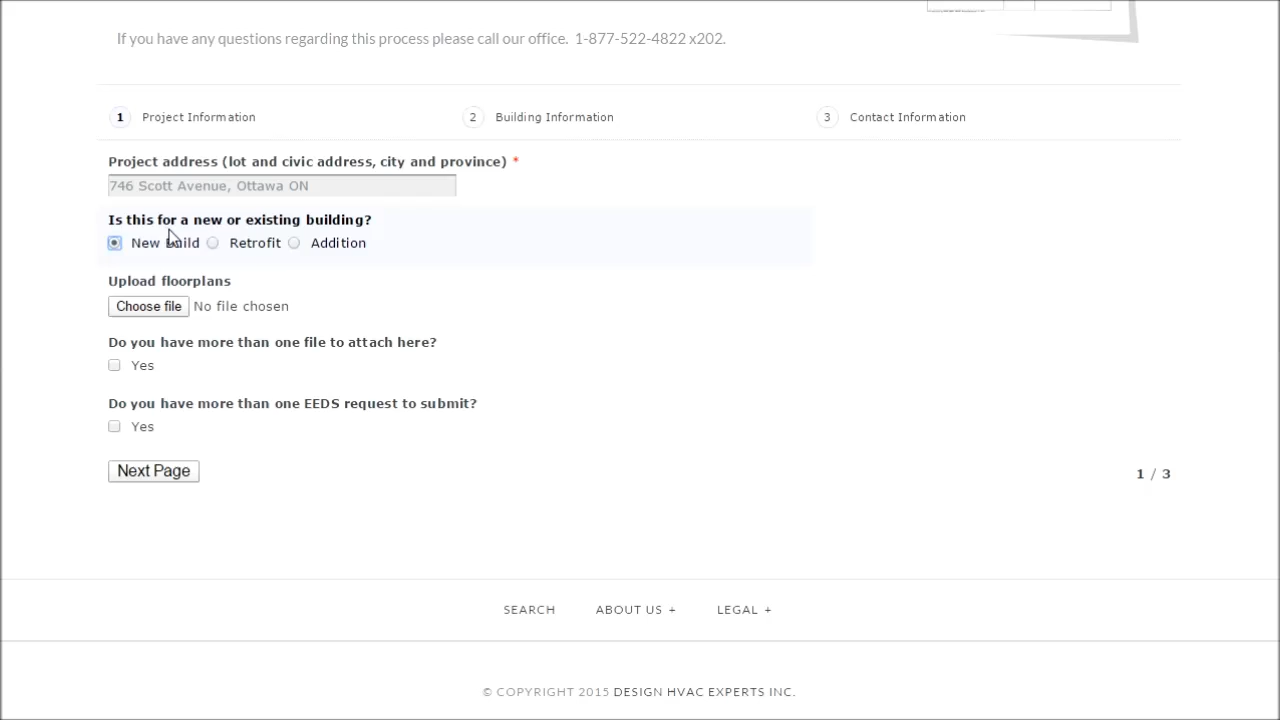 If you have any questions regarding this process please call our office.  1-877-522-4822 x202.
1 Project Information
2 Building Information
3 Contact Information
Project address (lot and civic address, city and province) *
746 Scott Avenue, Ottawa ON
Is this for a new or existing building?
New Build Retrofit Addition
Upload floorplans
Choose file No file chosen
Do you have more than one file to attach here?
Yes
Do you have more than one EEDS request to submit?
Yes
Next Page
1 / 3
SEARCH ABOUT US + LEGAL +
© COPYRIGHT 2015 DESIGN HVAC EXPERTS INC.